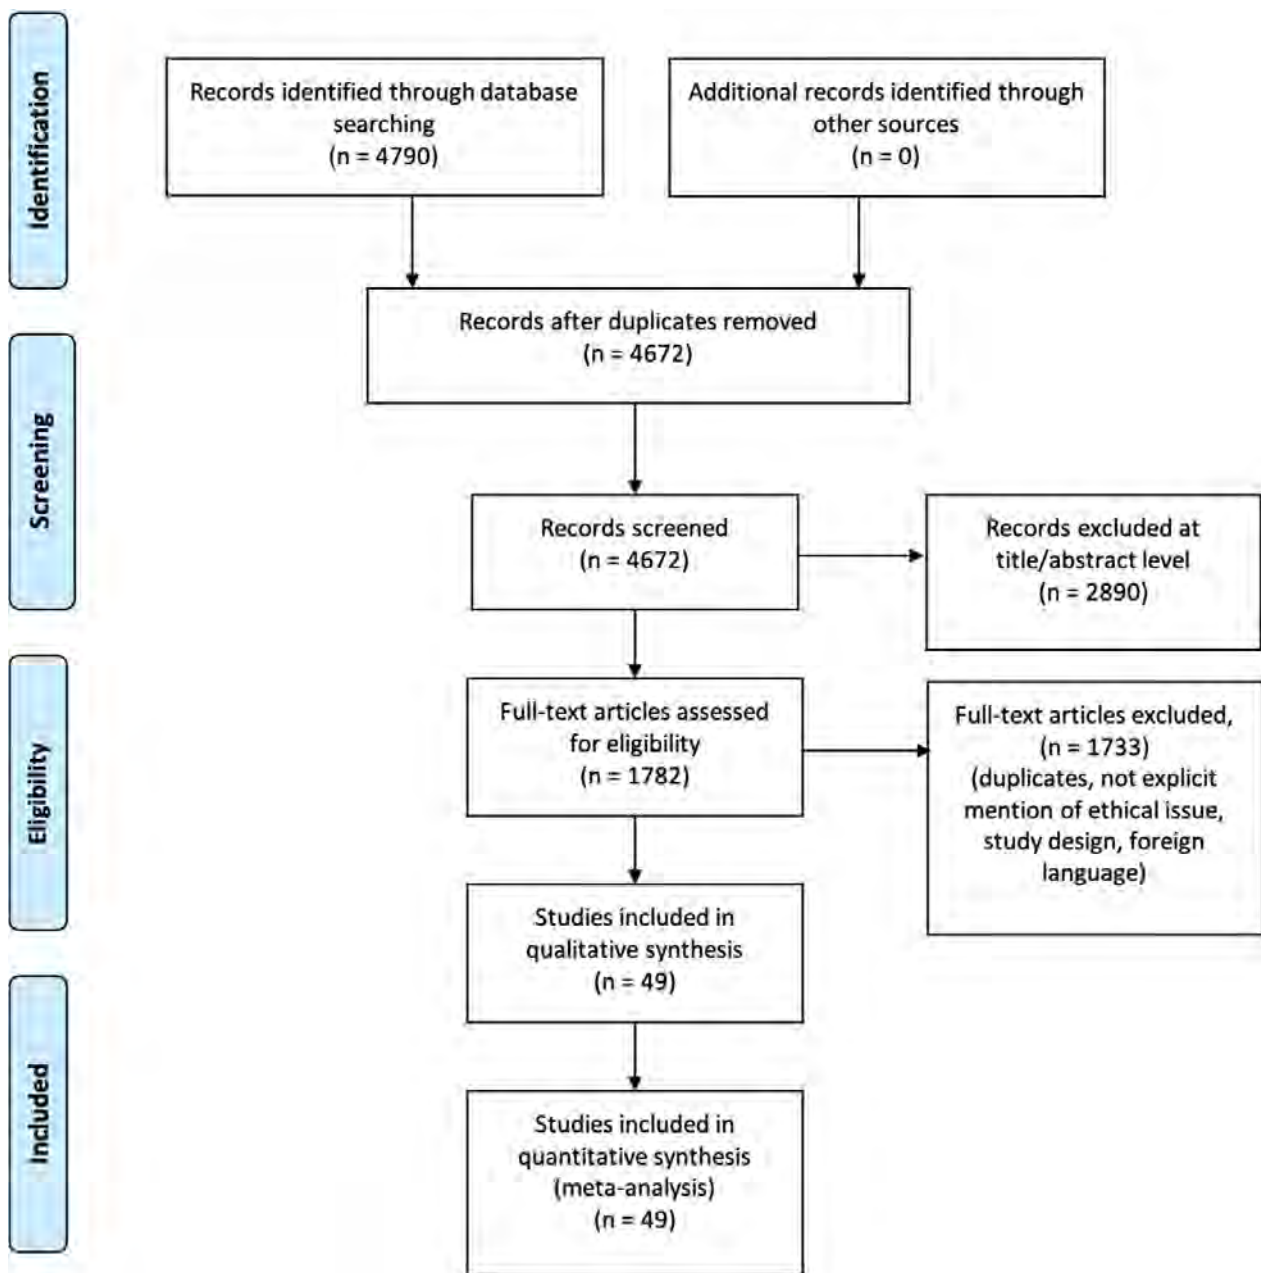 Identification
Records identified through database
searching
(n = 4790)
Additional records identified through
other sources
(n = 0)
Records after duplicates removed
(n = 4672)
Screening
Records screened
(n = 4672)
Records excluded at
title/abstract level
(n = 2890)
Eligibility
Full-text articles assessed
for eligibility
(n = 1782)
Full-text articles excluded,
(n = 1733)
(duplicates, not explicit
mention of ethical issue,
study design, foreign
language)
Studies included in
qualitative synthesis
(n = 49)
Included
Studies included in
quantitative synthesis
(meta-analysis)
(n = 49)